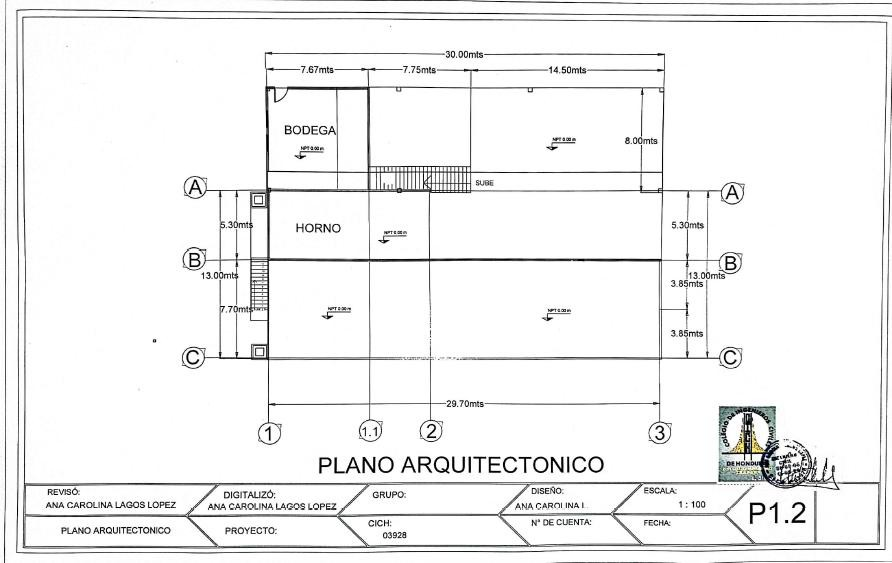 30.00mts
7.67mts 7.75mts 14.50mts
BODEGA
NPT 0.00 m
NPT 0.00 m
8.00mts
SUBE
A A
5.30mts HORNO NPT 0.00 m 5.30mts
B B
13.00mts 13.00mts
3.85mts
7.70mts NPT 0.00 m NPT 0.00 m
3.85mts
C C
29.70mts
1 1.1 2 3
COLEGIO DE INGENIEROS CIVILES
DE HONDURAS
PLANO ARQUITECTONICO
REVISÓ:
ANA CAROLINA LAGOS LOPEZ
DIGITALIZÓ:
ANA CAROLINA LAGOS LOPEZ
GRUPO:
DISEÑO:
ANA CAROLINA L.
ESCALA:
1 : 100
P1.2
PLANO ARQUITECTONICO
PROYECTO:
CICH:
03928
N° DE CUENTA:
FECHA: